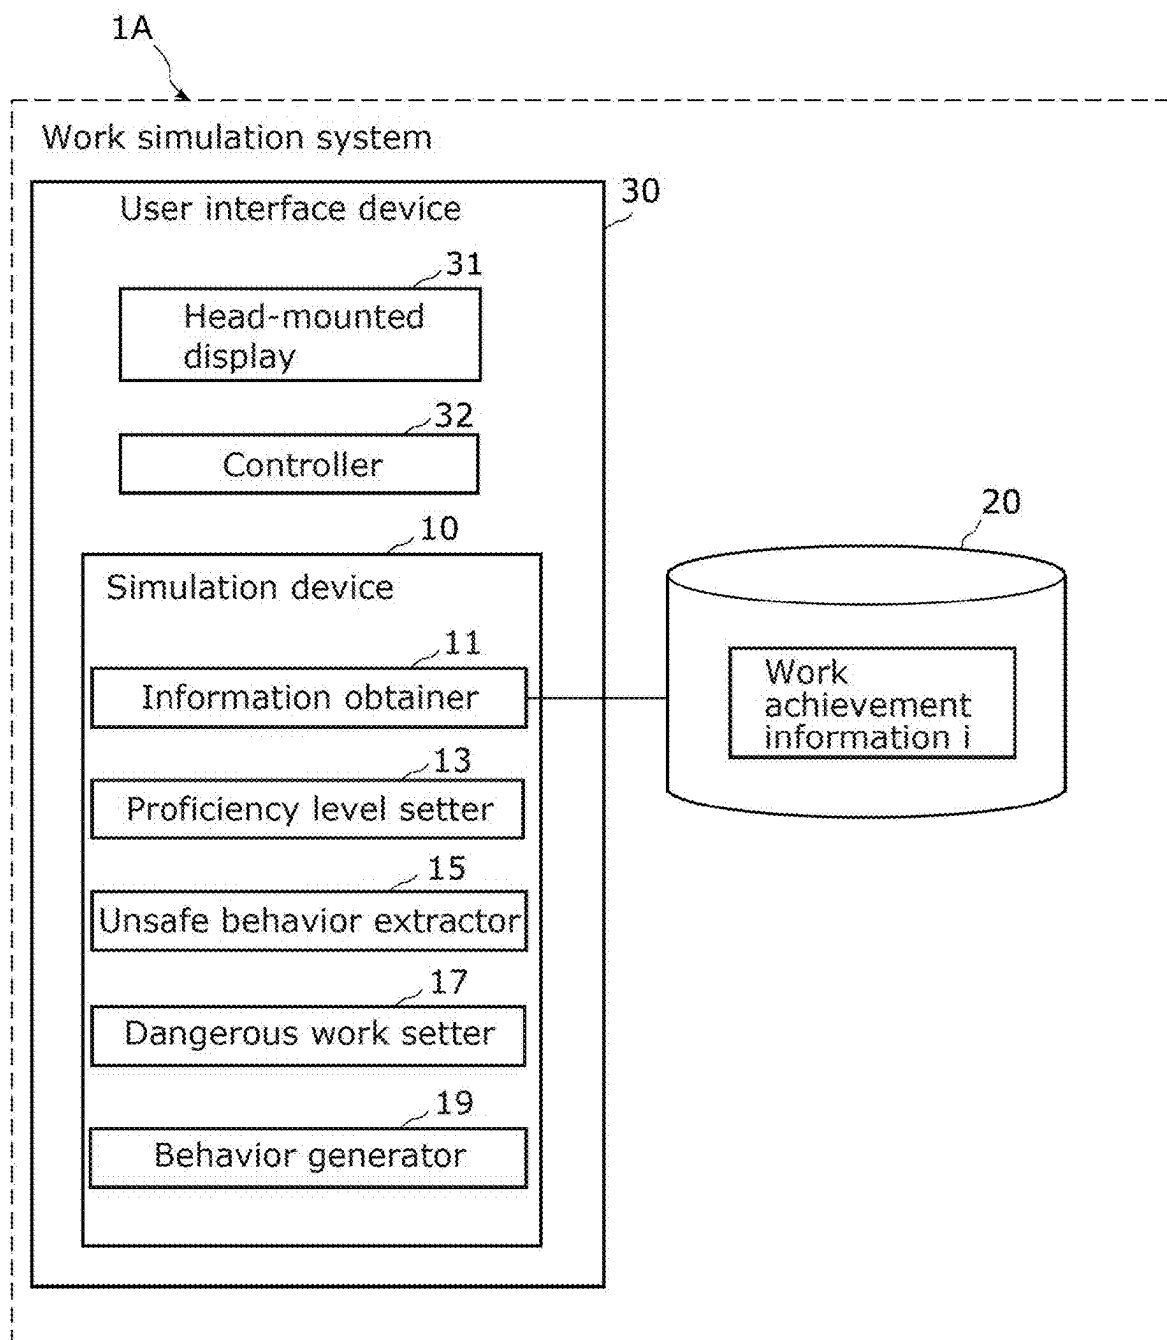 1A
Work simulation system
30
User interface device
31
Head-mounted
display
32
Controller
10
Simulation device
11
Information obtainer
13
Proficiency level setter
15
Unsafe behavior extractor
17
Dangerous work setter
19
Behavior generator
20
Work
achievement
information i